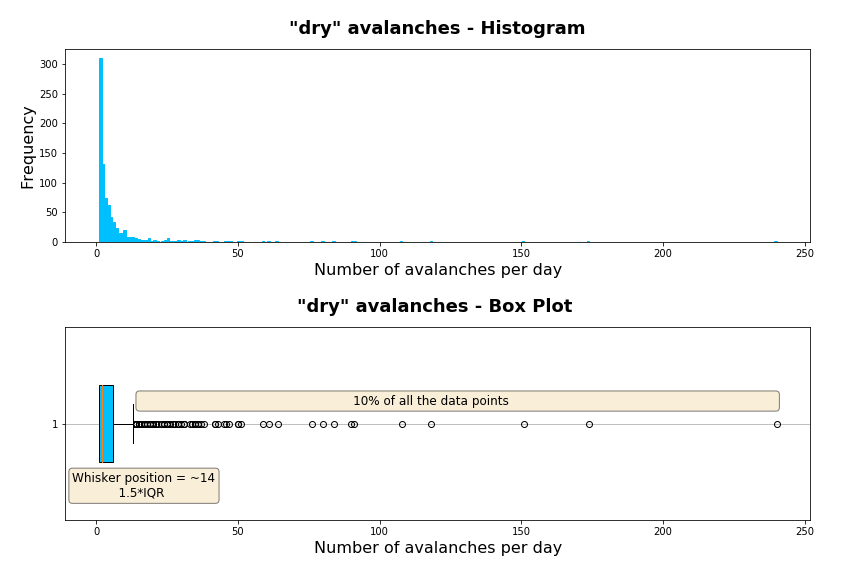 "dry" avalanches - Histogram
Frequency
300
250
200
150
100
50
0
0 50 100 150 200 250
Number of avalanches per day
"dry" avalanches - Box Plot
10% of all the data points
1
Whisker position = ~14
1.5*IQR
0 50 100 150 200 250
Number of avalanches per day